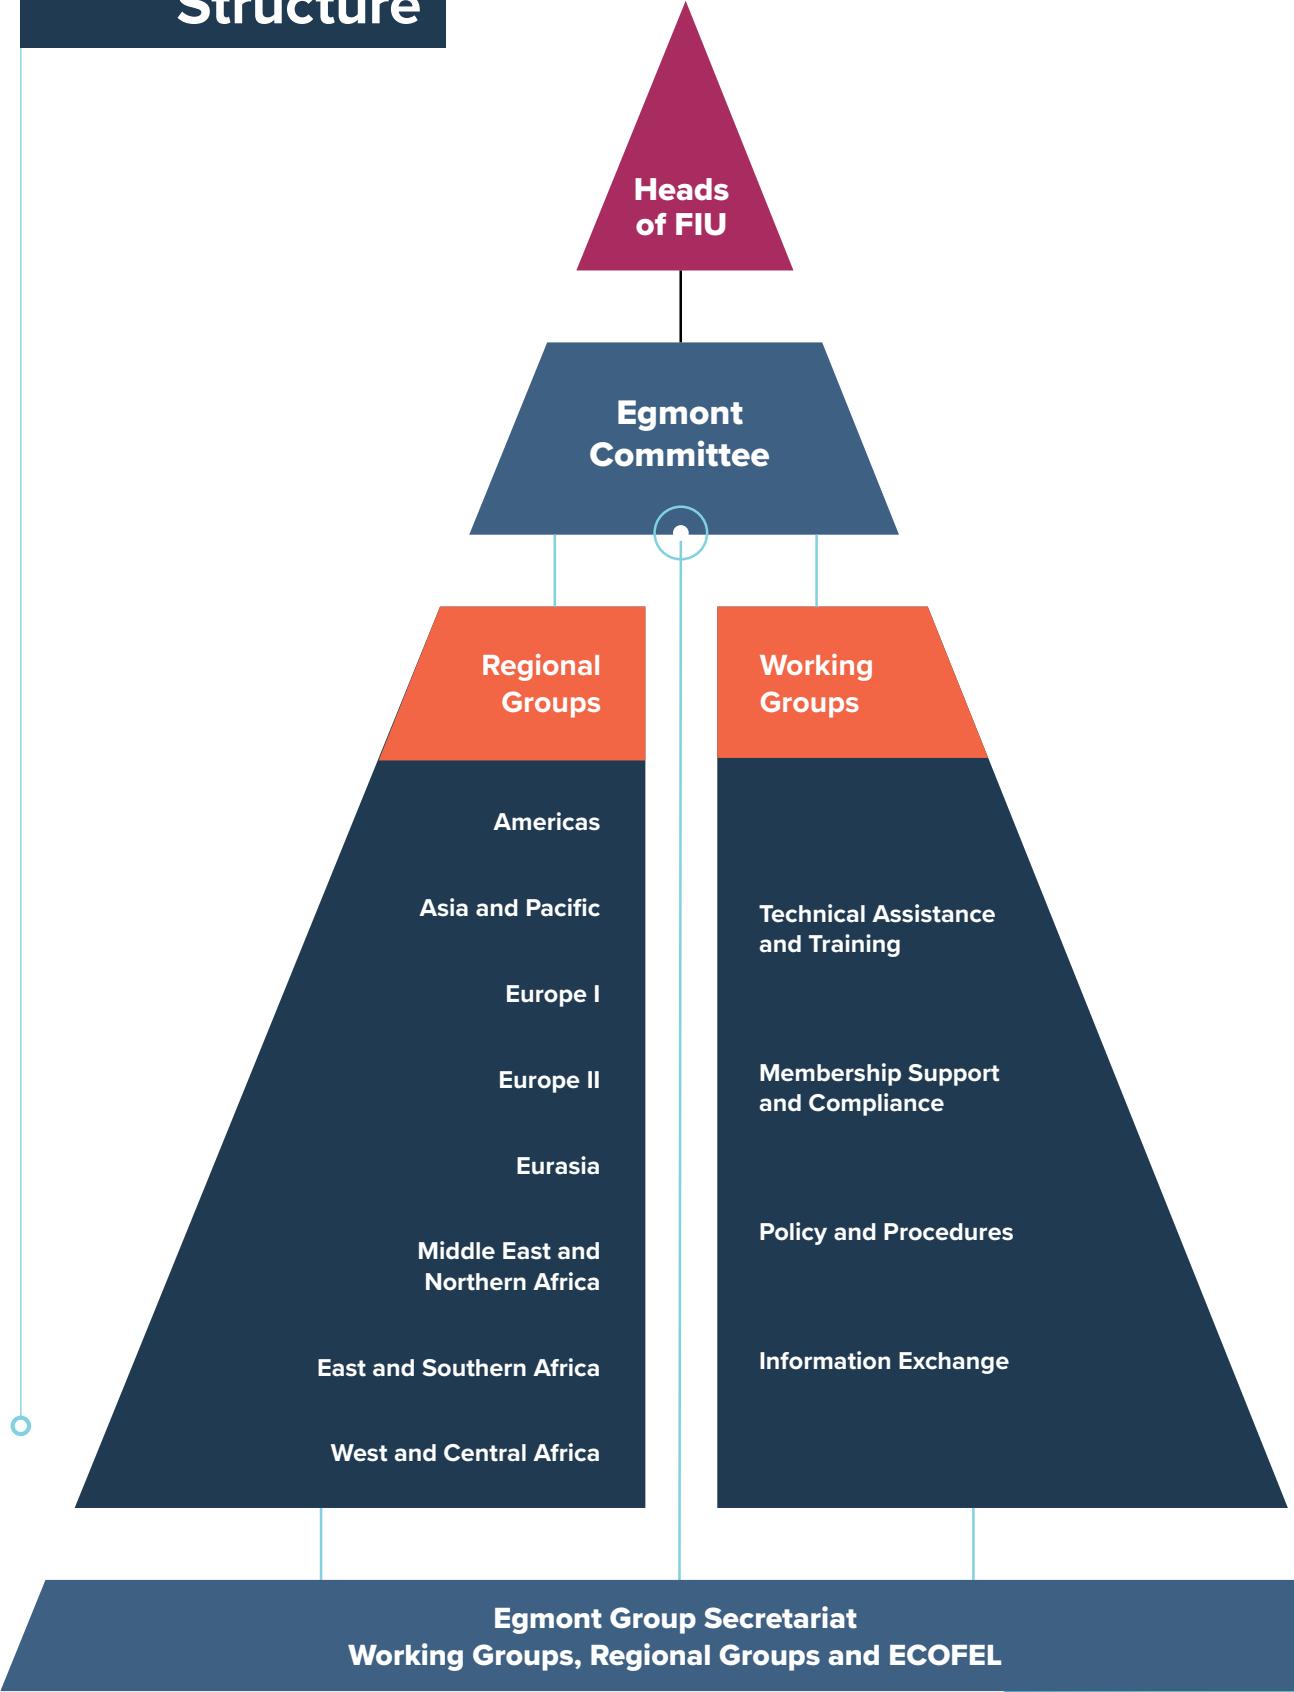 Structure
Heads
of FIU
Egmont
Committee
Regional
Groups
Americas
Asia and Pacific
Europe I
Europe II
Eurasia
Middle East and
Northern Africa
East and Southern Africa
West and Central Africa
Working
Groups
Technical Assistance
and Training
Membership Support
and Compliance
Policy and Procedures
Information Exchange
Egmont Group Secretariat
Working Groups, Regional Groups and ECOFEL